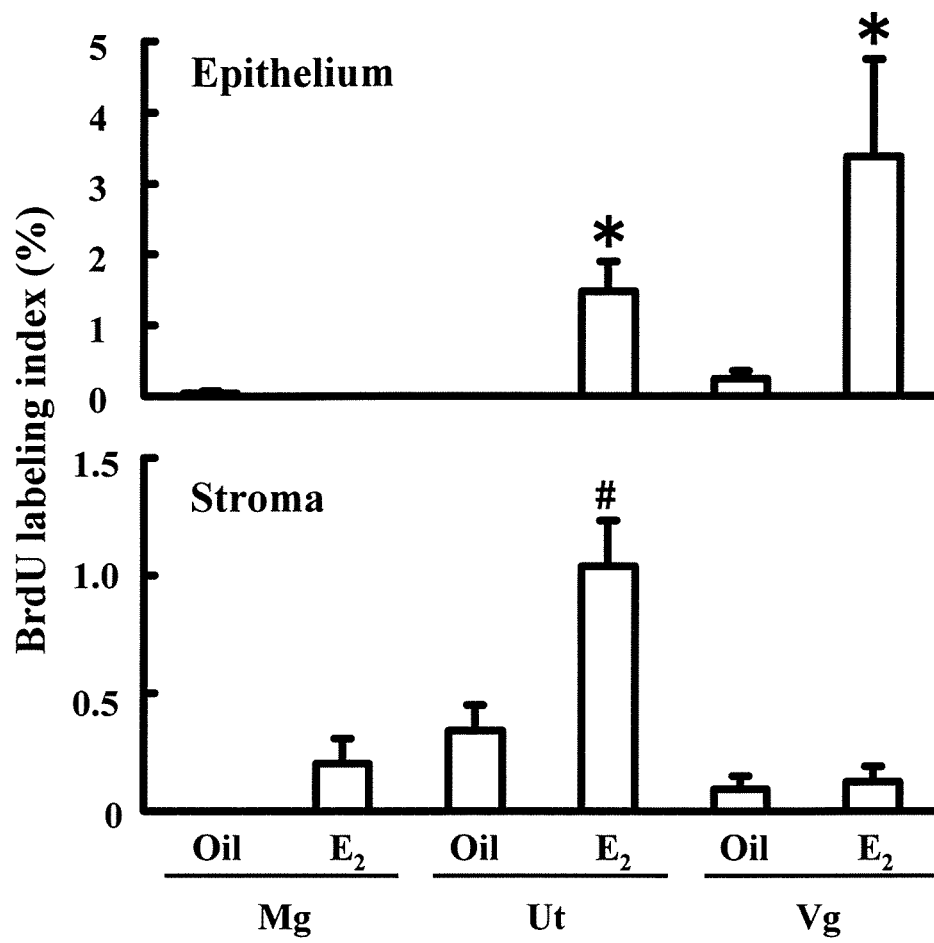 BrdU labeling index (%)
Epithelium
5
4
3
2
1
0
*
*
Stroma
1.5
1.0
0.5
0
#
Oil E₂ Oil E₂ Oil E₂
Mg Ut Vg